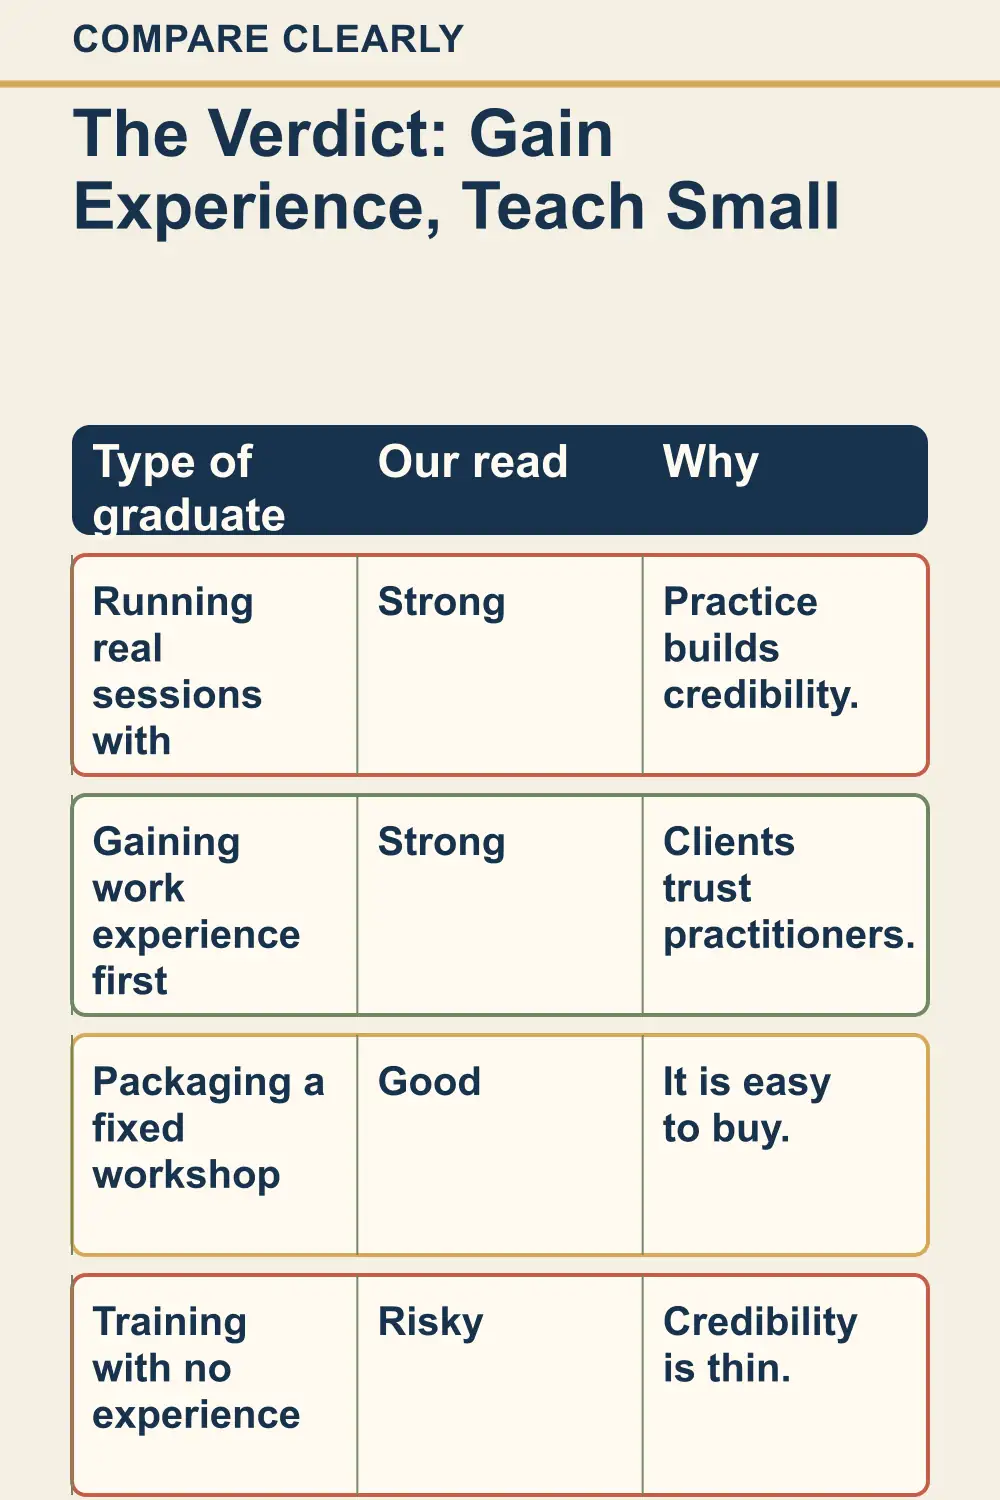 COMPARE CLEARLY
The Verdict: Gain
Experience, Teach Small
Type of
graduate
Our read
Why
Running
real
sessions
with
Strong
Practice
builds
credibility.
Gaining
work
experience
first
Strong
Clients
trust
practitioners.
Packaging a
fixed
workshop
Good
It is easy
to buy.
Training
with no
experience
Risky
Credibility
is thin.